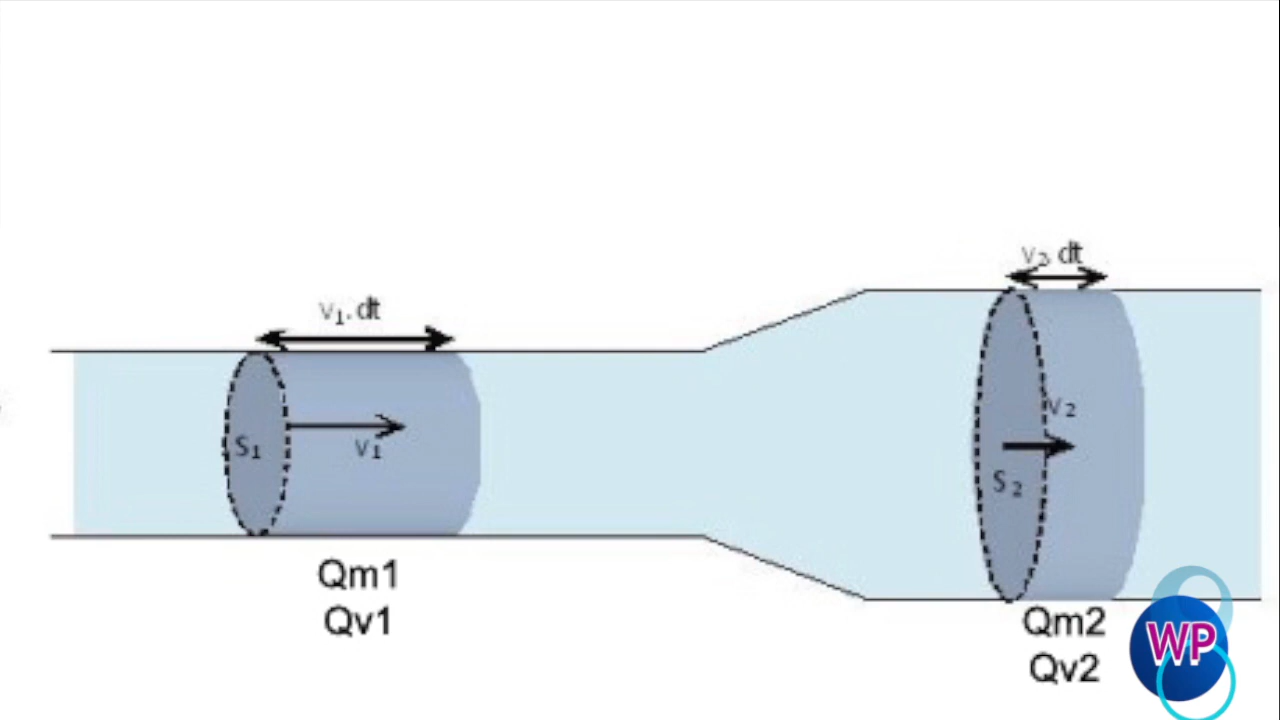 v₁. dt
S₁
v₁
Qm1
Qv1
v₂. dt
v₂
S₂
Qm2
Qv2
WP